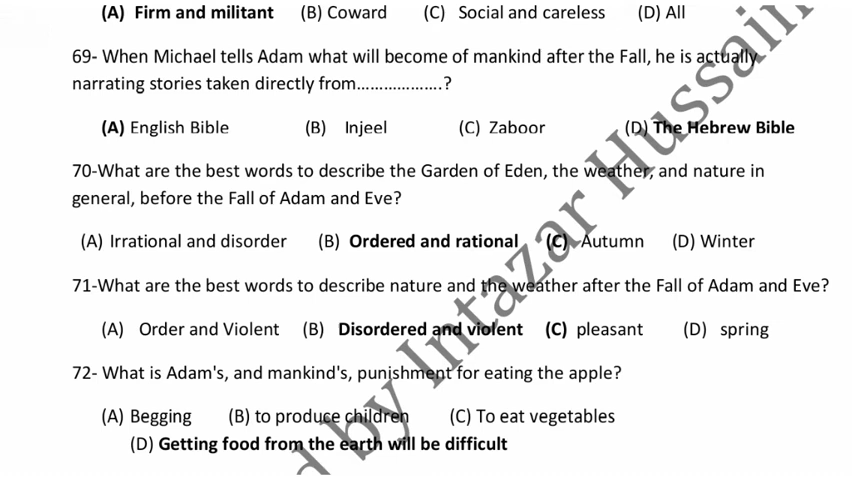 (A) Firm and militant (B) Coward (C) Social and careless (D) All
69- When Michael tells Adam what will become of mankind after the Fall, he is actually
narrating stories taken directly from……………….?
(A) English Bible (B) Injeel (C) Zaboor (D) The Hebrew Bible
70-What are the best words to describe the Garden of Eden, the weather, and nature in
general, before the Fall of Adam and Eve?
(A) Irrational and disorder (B) Ordered and rational (C) Autumn (D) Winter
71-What are the best words to describe nature and the weather after the Fall of Adam and Eve?
(A) Order and Violent (B) Disordered and violent (C) pleasant (D) spring
72- What is Adam's, and mankind's, punishment for eating the apple?
(A) Begging (B) to produce children (C) To eat vegetables
(D) Getting food from the earth will be difficult
by Intazar Hussain